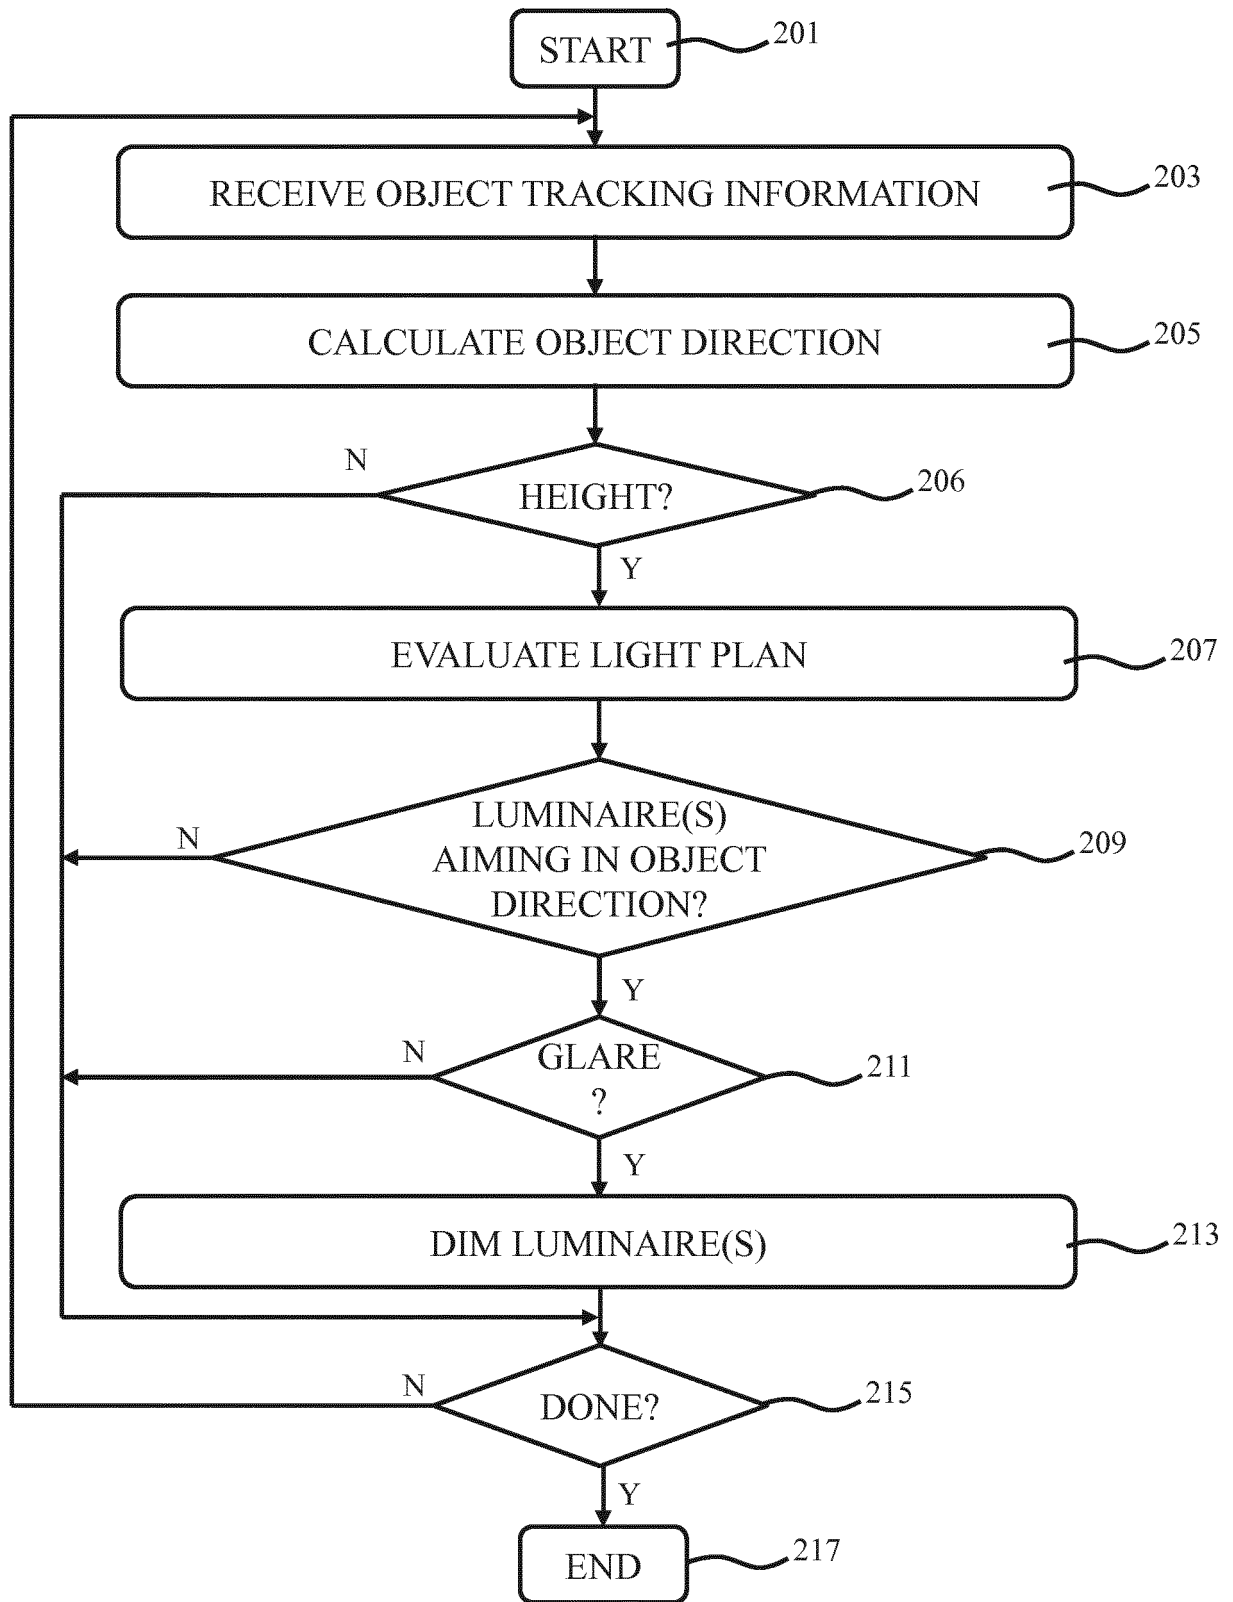 START
201
RECEIVE OBJECT TRACKING INFORMATION
203
CALCULATE OBJECT DIRECTION
205
N
HEIGHT?
206
Y
EVALUATE LIGHT PLAN
207
N
LUMINAIRE(S)
AIMING IN OBJECT
DIRECTION?
209
Y
N
GLARE
?
211
Y
DIM LUMINAIRE(S)
213
N
DONE?
215
Y
END
217